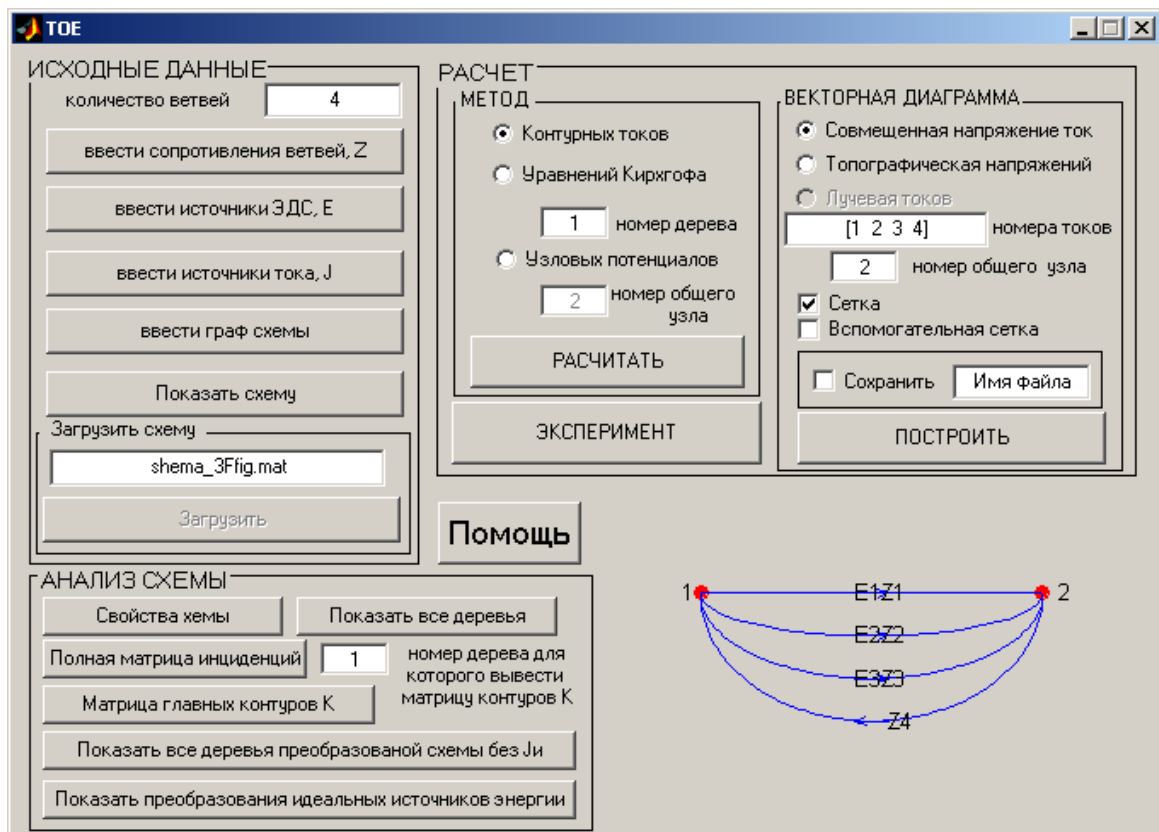 TOE
ИСХОДНЫЕ ДАННЫЕ
количество ветвей
4
ввести сопротивления ветвей, Z
ввести источники ЭДС, E
ввести источники тока, J
ввести граф схемы
Показать схему
Загрузить схему
shema_3Ffig.mat
Загрузить
РАСЧЕТ
МЕТОД
Контурных токов
Уравнений Кирхгофа
1
номер дерева
Узловых потенциалов
2
номер общего
узла
РАСЧИТАТЬ
ЭКСПЕРИМЕНТ
ВЕКТОРНАЯ ДИАГРАММА
Совмещенная напряжение ток
Топографическая напряжений
Лучевая токов
[1 2 3 4]
номера токов
2
номер общего узла
Сетка
Вспомогательная сетка
Сохранить
Имя файла
ПОСТРОИТЬ
Помощь
АНАЛИЗ СХЕМЫ
Свойства хемы
Показать все деревья
Полная матрица инциденций
1
номер дерева для
которого вывести
матрицу контуров K
Матрица главных контуров K
Показать все деревья преобразованой схемы без Jи
Показать преобразования идеальных источников энергии
1
E1Z1
2
E2Z2
E3Z3
Z4